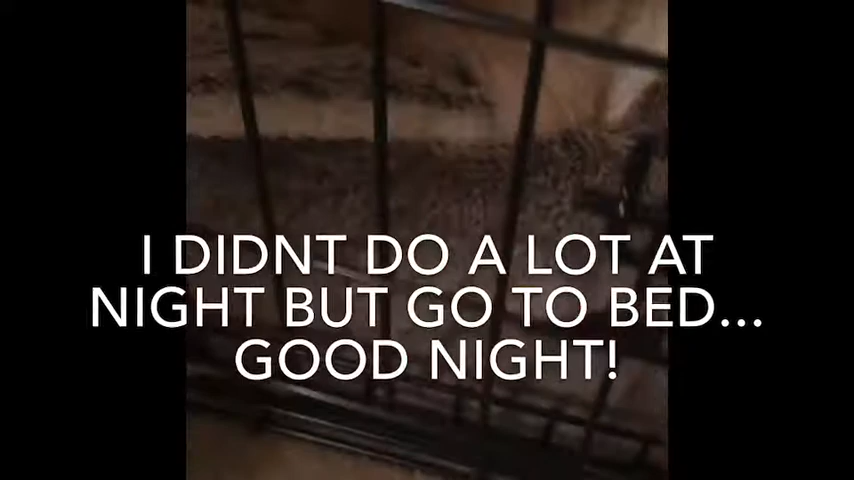 I DIDNT DO A LOT AT
NIGHT BUT GO TO BED...
GOOD NIGHT!